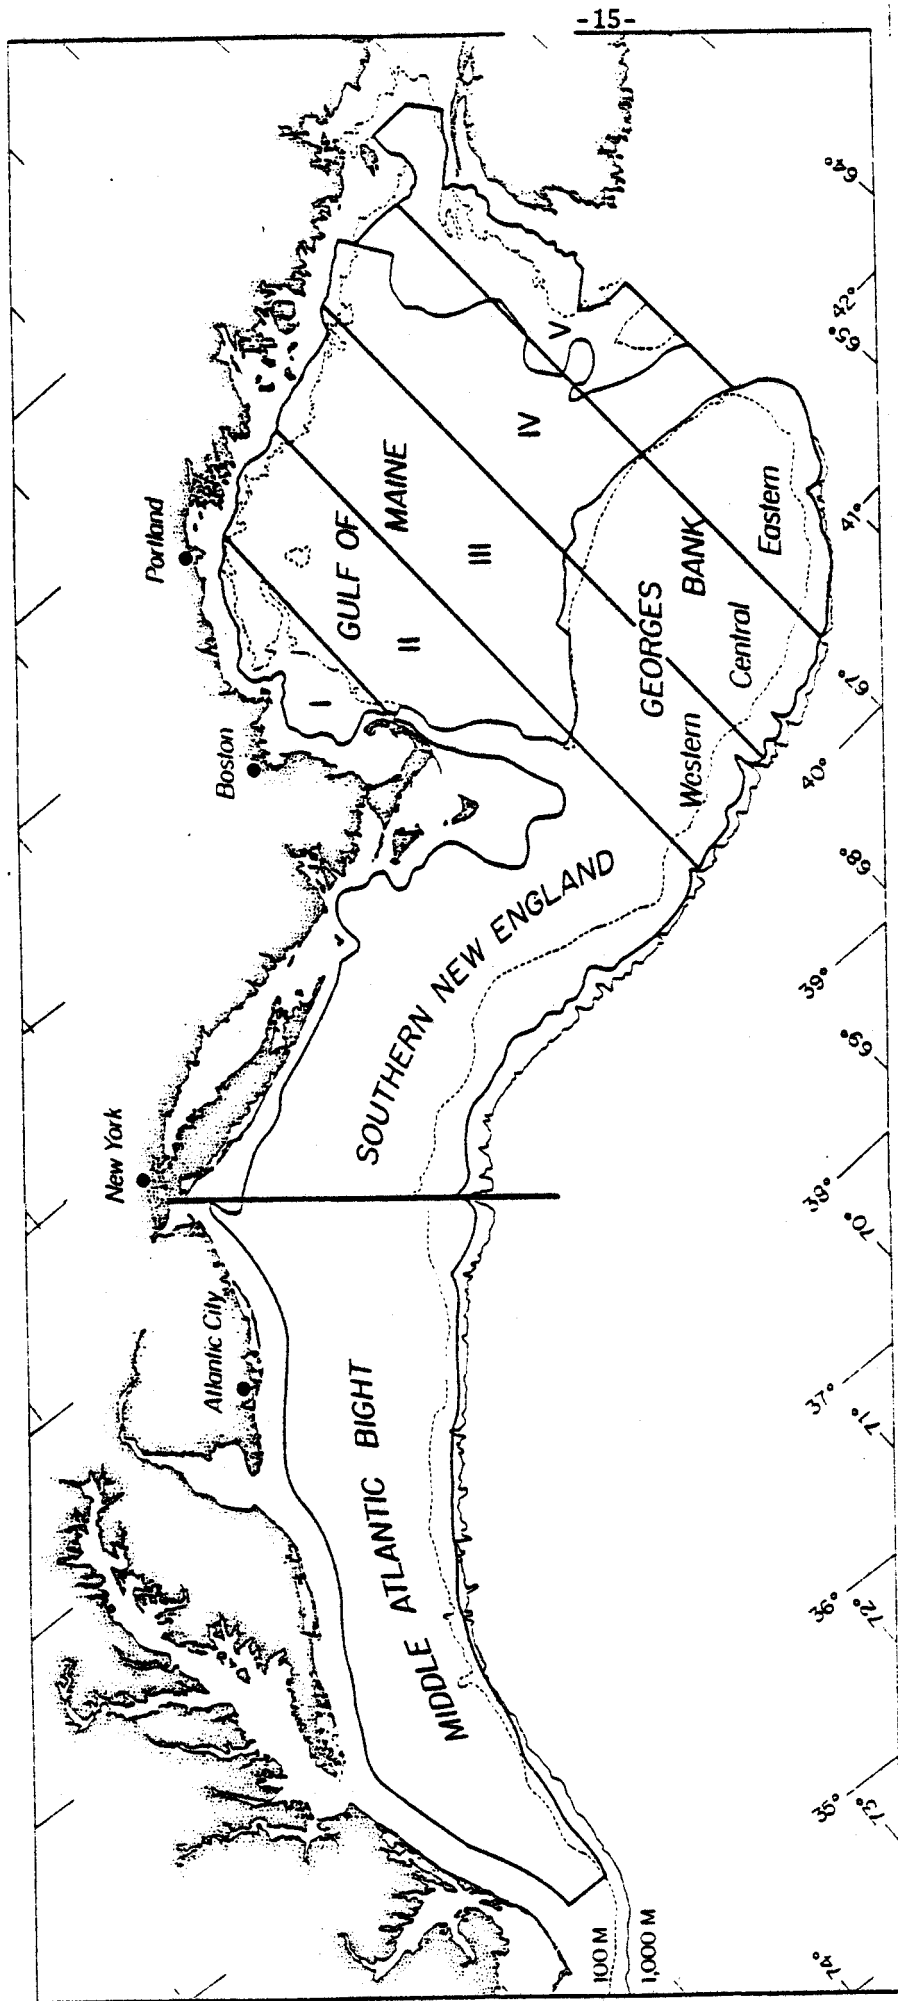 -15-
Portland
Boston
New York
Atlantic City
GULF OF
MAINE
I
II
III
IV
V
GEORGES
BANK
Western
Central
Eastern
SOUTHERN NEW ENGLAND
MIDDLE ATLANTIC BIGHT
100 M
1,000 M
74°
35°
73°
36°
72°
37°
71°
38°
70°
39°
69°
68°
40°
67°
41°
65°
42°
64°